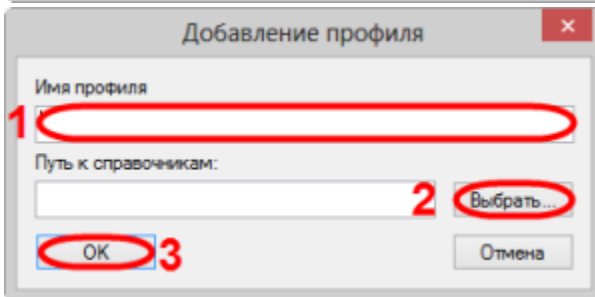 Добавление профиля
Имя профиля
1
Путь к справочникам:
2 Выбрать...
OK 3 Отмена